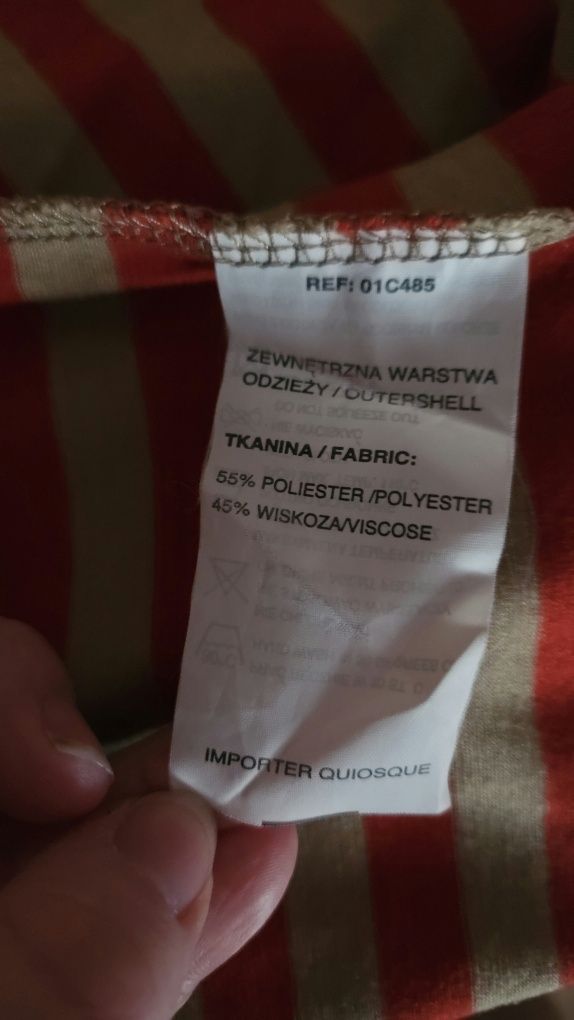 REF: 01C485
ZEWNĘTRZNA WARSTWA
ODZIEŻY / OUTERSHELL
TKANINA / FABRIC:
55% POLIESTER /POLYESTER
45% WISKOZA/VISCOSE
IMPORTER QUIOSQUE